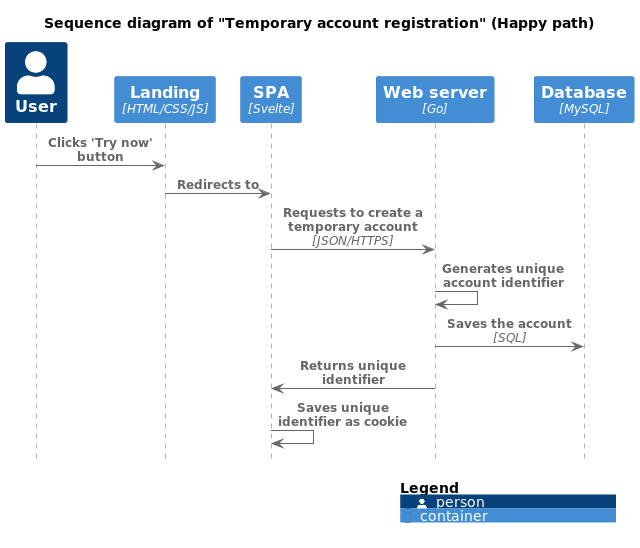 Sequence diagram of "Temporary account registration" (Happy path)
User
Landing
[HTML/CSS/JS]
SPA
[Svelte]
Web server
[Go]
Database
[MySQL]
Clicks 'Try now'
button
Redirects to
Requests to create a
temporary account
[JSON/HTTPS]
Generates unique
account identifier
Saves the account
[SQL]
Returns unique
identifier
Saves unique
identifier as cookie
Legend
person
container